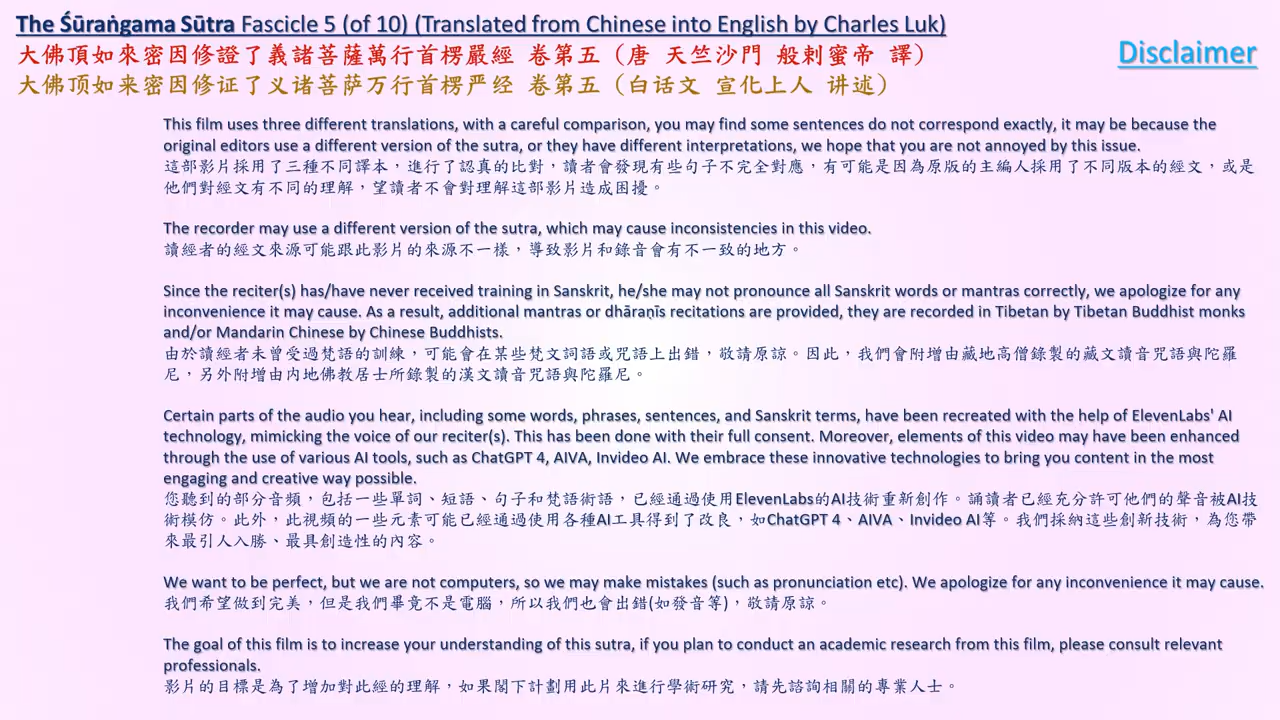 The Śūraṅgama Sūtra Fascicle 5 (of 10) (Translated from Chinese into English by Charles Luk)
大佛頂如來密因修證了義諸菩薩萬行首楞嚴經 卷第五（唐 天竺沙門 般剌蜜帝 譯）
大佛顶如来密因修证了义诸菩萨万行首楞严经 卷第五（白话文 宣化上人 讲述）
Disclaimer
This film uses three different translations, with a careful comparison, you may find some sentences do not correspond exactly, it may be because the
original editors use a different version of the sutra, or they have different interpretations, we hope that you are not annoyed by this issue.
這部影片採用了三種不同譯本，進行了認真的比對，讀者會發現有些句子不完全對應，有可能是因為原版的主編人採用了不同版本的經文，或是
他們對經文有不同的理解，望讀者不會對理解這部影片造成困擾。
The recorder may use a different version of the sutra, which may cause inconsistencies in this video.
讀經者的經文來源可能跟此影片的來源不一樣，導致影片和錄音會有不一致的地方。
Since the reciter(s) has/have never received training in Sanskrit, he/she may not pronounce all Sanskrit words or mantras correctly, we apologize for any
inconvenience it may cause. As a result, additional mantras or dhāraṇīs recitations are provided, they are recorded in Tibetan by Tibetan Buddhist monks
and/or Mandarin Chinese by Chinese Buddhists.
由於讀經者未曾受過梵語的訓練，可能會在某些梵文詞語或咒語上出錯，敬請原諒。因此，我們會附增由藏地高僧錄製的藏文讀音咒語與陀羅
尼，另外附增由內地佛教居士所錄製的漢文讀音咒語與陀羅尼。
Certain parts of the audio you hear, including some words, phrases, sentences, and Sanskrit terms, have been recreated with the help of ElevenLabs' AI
technology, mimicking the voice of our reciter(s). This has been done with their full consent. Moreover, elements of this video may have been enhanced
through the use of various AI tools, such as ChatGPT 4, AIVA, Invideo AI. We embrace these innovative technologies to bring you content in the most
engaging and creative way possible.
您聽到的部分音頻，包括一些單詞、短語、句子和梵語術語，已經通過使用ElevenLabs的AI技術重新創作。誦讀者已經充分許可他們的聲音被AI技
術模仿。此外，此視頻的一些元素可能已經通過使用各種AI工具得到了改良，如ChatGPT 4、AIVA、Invideo AI等。我們採納這些創新技術，為您帶
來最引人入勝、最具創造性的內容。
We want to be perfect, but we are not computers, so we may make mistakes (such as pronunciation etc). We apologize for any inconvenience it may cause.
我們希望做到完美，但是我們畢竟不是電腦，所以我們也會出錯(如發音等)，敬請原諒。
The goal of this film is to increase your understanding of this sutra, if you plan to conduct an academic research from this film, please consult relevant
professionals.
影片的目標是為了增加對此經的理解，如果閣下計劃用此片來進行學術研究，請先諮詢相關的專業人士。